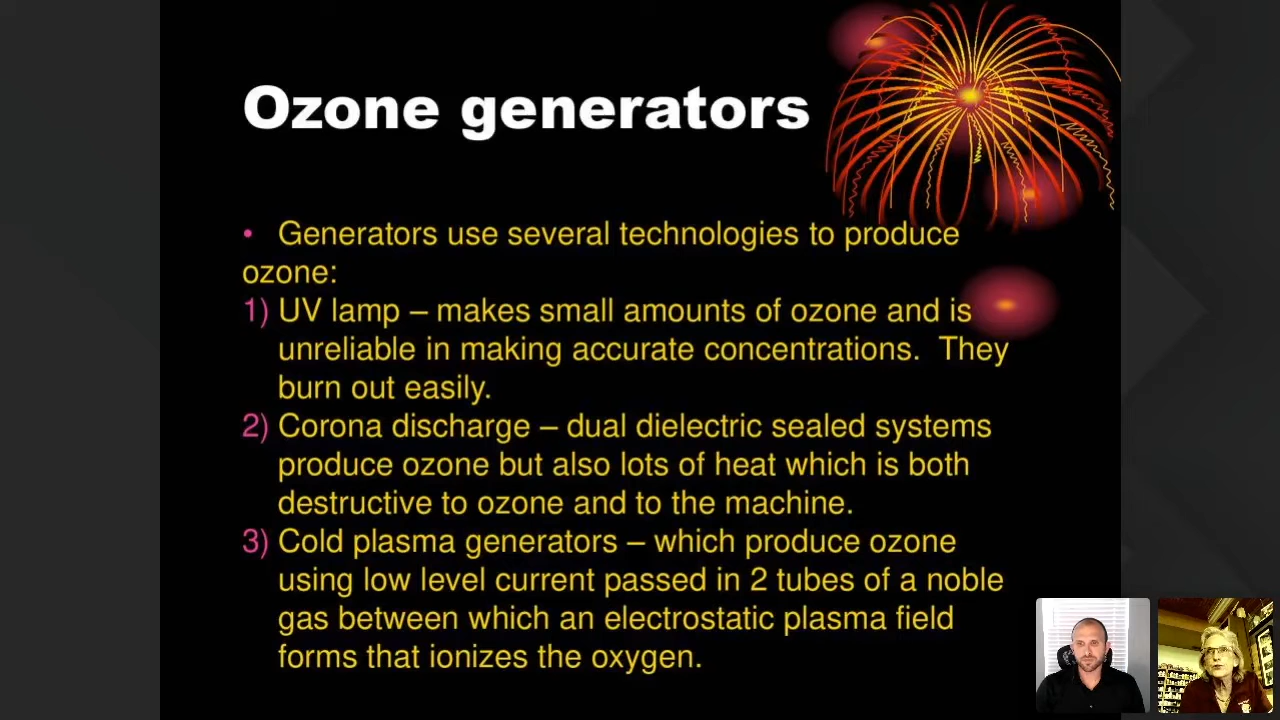 Ozone generators
• Generators use several technologies to produce
ozone:
1) UV lamp – makes small amounts of ozone and is
unreliable in making accurate concentrations.  They
burn out easily.
2) Corona discharge – dual dielectric sealed systems
produce ozone but also lots of heat which is both
destructive to ozone and to the machine.
3) Cold plasma generators – which produce ozone
using low level current passed in 2 tubes of a noble
gas between which an electrostatic plasma field
forms that ionizes the oxygen.